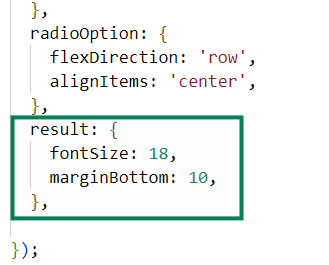 },
radioOption: {
flexDirection: 'row',
alignItems: 'center',
},
result: {
fontSize: 18,
marginBottom: 10,
},
});